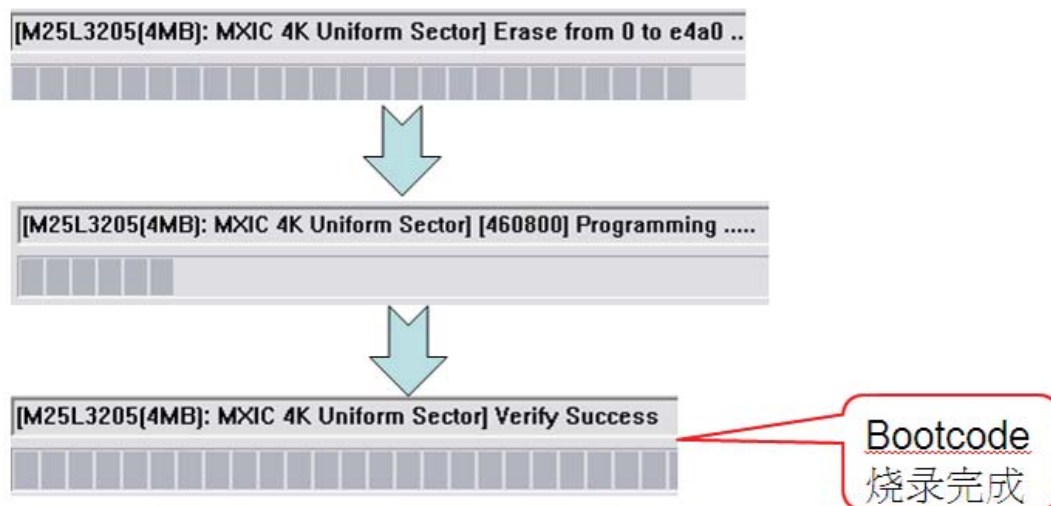 [M25L3205(4MB): MXIC 4K Uniform Sector] Erase from 0 to e4a0 ..
[M25L3205(4MB): MXIC 4K Uniform Sector] [460800] Programming .....
[M25L3205(4MB): MXIC 4K Uniform Sector] Verify Success
Bootcode
烧录完成